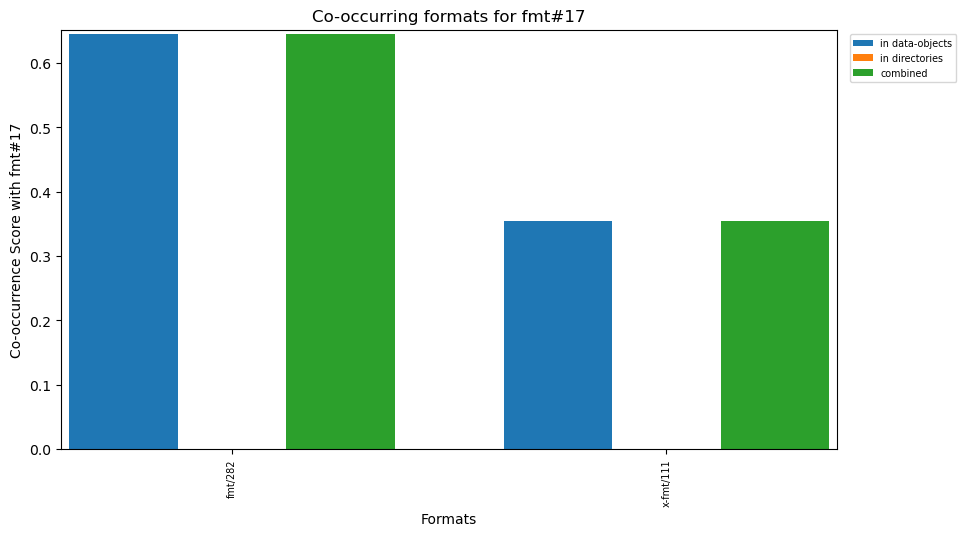 Co-occurring formats for fmt#17
in data-objects
in directories
combined
Co-occurrence Score with fmt#17
0.6
0.5
0.4
0.3
0.2
0.1
0.0
fmt/282
x-fmt/111
Formats